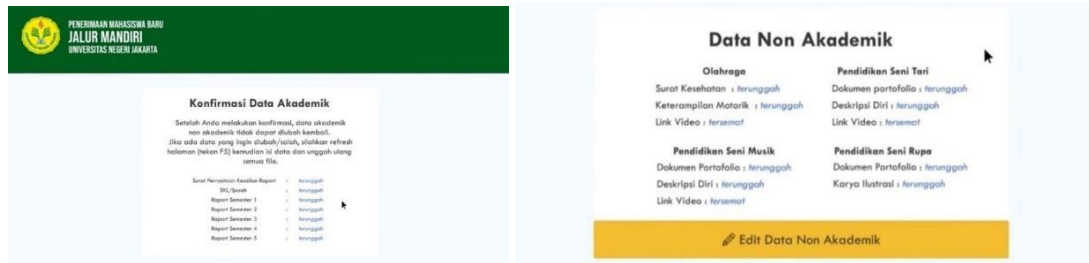 PENERIMAAN MAHASISWA BARU
JALUR MANDIRI
UNIVERSITAS NEGERI JAKARTA
Konfirmasi Data Akademik
Setelah Anda melakukan konfirmasi, data akademik
non akademik tidak dapat diubah kembali.
Jika ada data yang ingin diubah/salah, silahkan refresh
halaman (tekan F5) kemudian isi data dan unggah ulang
semua file.
Surat Pernyataan Keaslian Raport : terunggah
SKL/Ijazah : terunggah
Raport Semester 1 : terunggah
Raport Semester 2 : terunggah
Raport Semester 3 : terunggah
Raport Semester 4 : terunggah
Raport Semester 5 : terunggah
Data Non Akademik
Olahraga
Surat Kesehatan : terunggah
Keterampilan Motorik : terunggah
Link Video : tersemat
Pendidikan Seni Tari
Dokumen portofolio : terunggah
Deskripsi Diri : terunggah
Link Video : tersemat
Pendidikan Seni Musik
Dokumen Portofolio : terunggah
Deskripsi Diri : terunggah
Link Video : tersemat
Pendidikan Seni Rupa
Dokumen Portofolio : terunggah
Karya Ilustrasi : terunggah
Edit Data Non Akademik